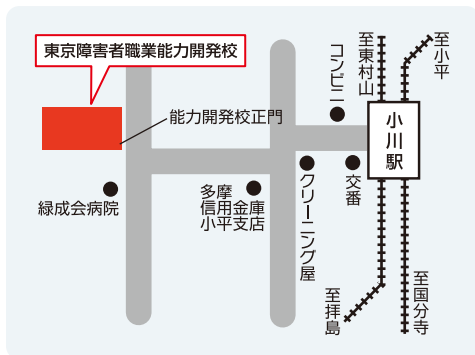 東京障害者職業能力開発校
コンビニ
至東村山
至小平
能力開発校正門
小川駅
緑成会病院
多摩
信用金庫
小平支店
クリーニング屋
交番
至拝島
至国分寺